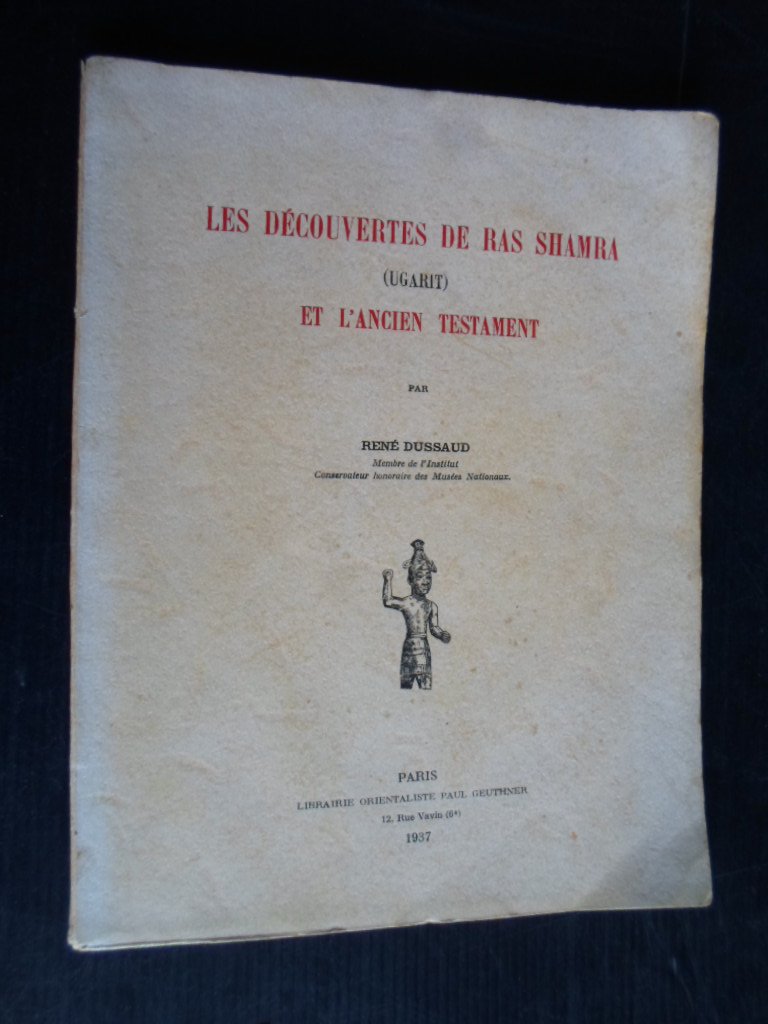 LES DÉCOUVERTES DE RAS SHAMRA
(UGARIT)
ET L'ANCIEN TESTAMENT
PAR
RENÉ DUSSAUD
Membre de l'Institut
Conservateur honoraire des Musées Nationaux.
PARIS
LIBRAIRIE ORIENTALISTE PAUL GEUTHNER
12, Rue Vavin (6ᵉ)
1937